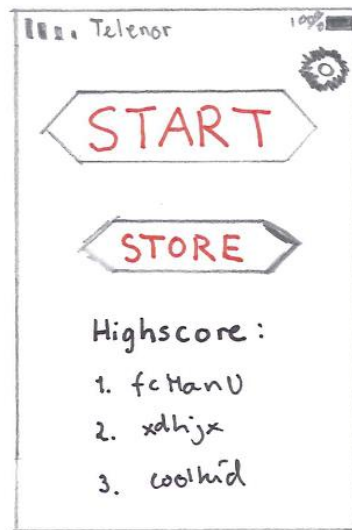 Telenor 100%
START
STORE
Highscore:
1. fcManU
2. xdhjx
3. coolkid